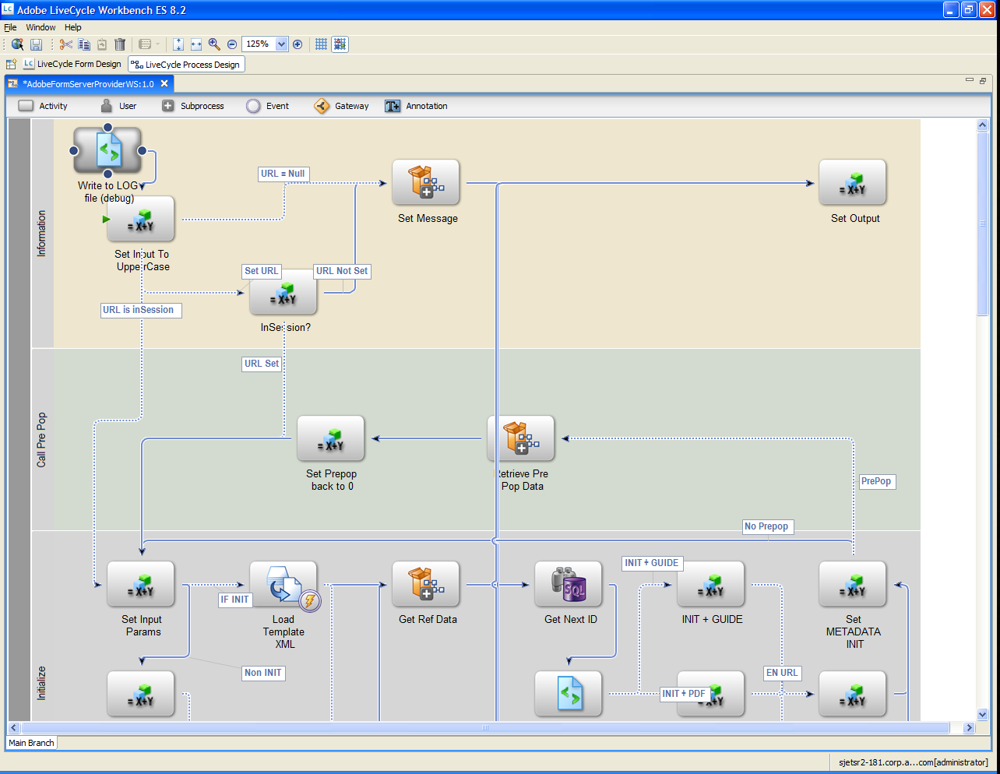 Lc Adobe LiveCycle Workbench ES 8.2
File Window Help
125%
Lc LiveCycle Form Design LiveCycle Process Design
*AdobeFormServerProviderWS:1.0
Activity User Subprocess Event Gateway T+ Annotation
Information
Write to LOG
file (debug)
URL = Null
= X+Y
Set Message
Set Output
= X+Y
Set Input To
UpperCase
Set URL
URL Not Set
= X+Y
URL is inSession
InSession?
URL Set
Call Pre Pop
= X+Y
Set Prepop
back to 0
Retrieve Pre
Pop Data
PrePop
No Prepop
Initialize
INIT + GUIDE
= X+Y
IF INIT
SQL
= X+Y
= X+Y
Set Input
Params
Load
Template
XML
Get Ref Data
Get Next ID
INIT + GUIDE
Set
METADATA
INIT
Non INIT
EN URL
= X+Y
INIT + PDF
= X+Y
= X+Y
Main Branch
sjetsr2-181.corp.a...com[administrator]